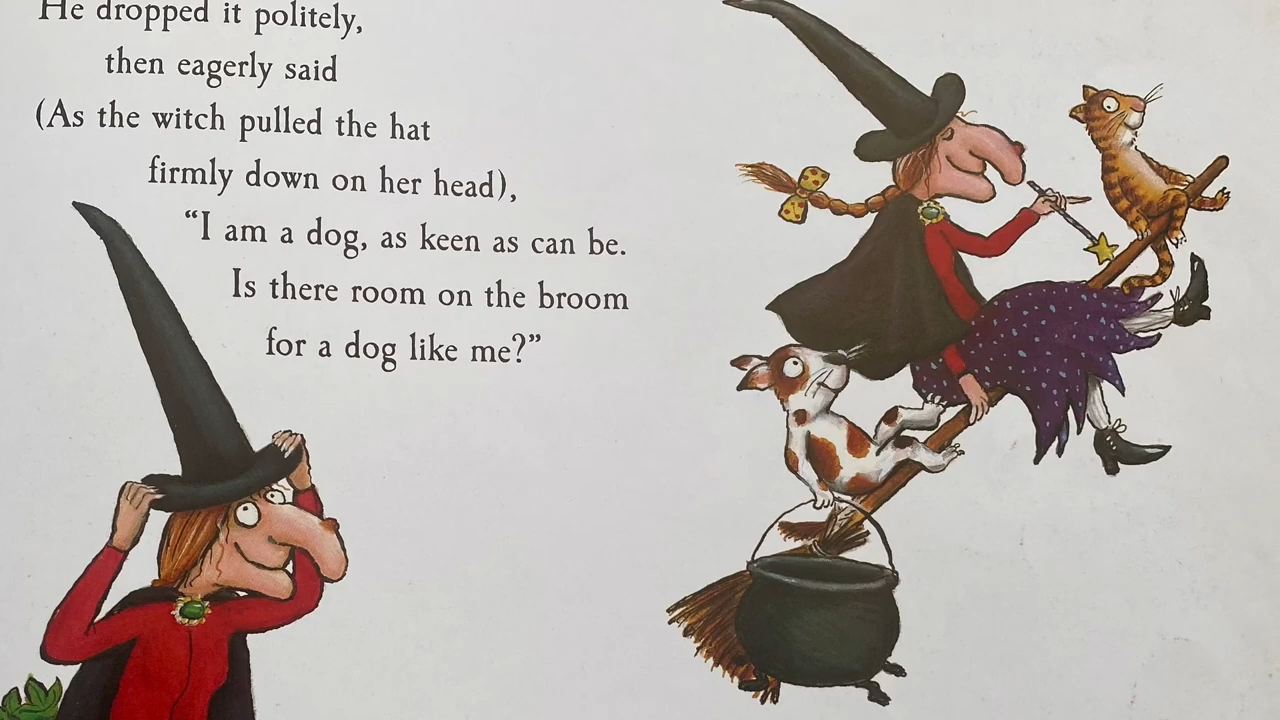 He dropped it politely,
then eagerly said
(As the witch pulled the hat
firmly down on her head),
“I am a dog, as keen as can be.
Is there room on the broom
for a dog like me?”